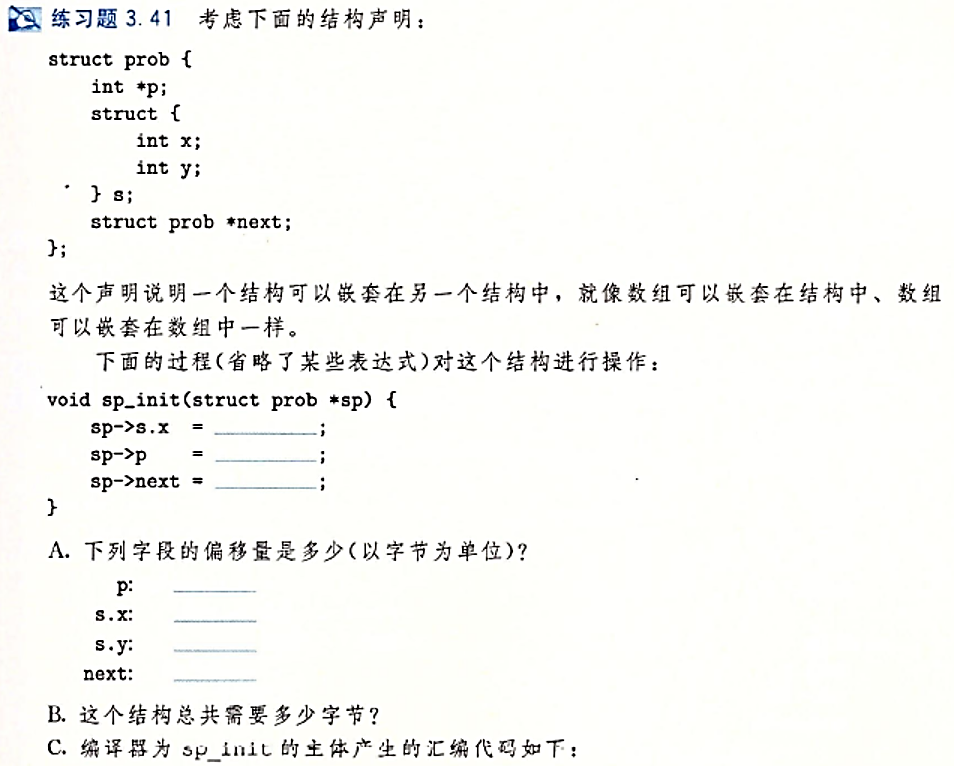 练习题 3.41 考虑下面的结构声明：
struct prob {
int *p;
struct {
int x;
int y;
} s;
struct prob *next;
};
这个声明说明一个结构可以嵌套在另一个结构中，就像数组可以嵌套在结构中、数组
可以嵌套在数组中一样。
下面的过程(省略了某些表达式)对这个结构进行操作：
void sp_init(struct prob *sp) {
sp->s.x = ________;
sp->p = ________;
sp->next = ________;
}
A. 下列字段的偏移量是多少(以字节为单位)?
p: ________
s.x: ________
s.y: ________
next: ________
B. 这个结构总共需要多少字节?
C. 编译器为 sp_init 的主体产生的汇编代码如下：